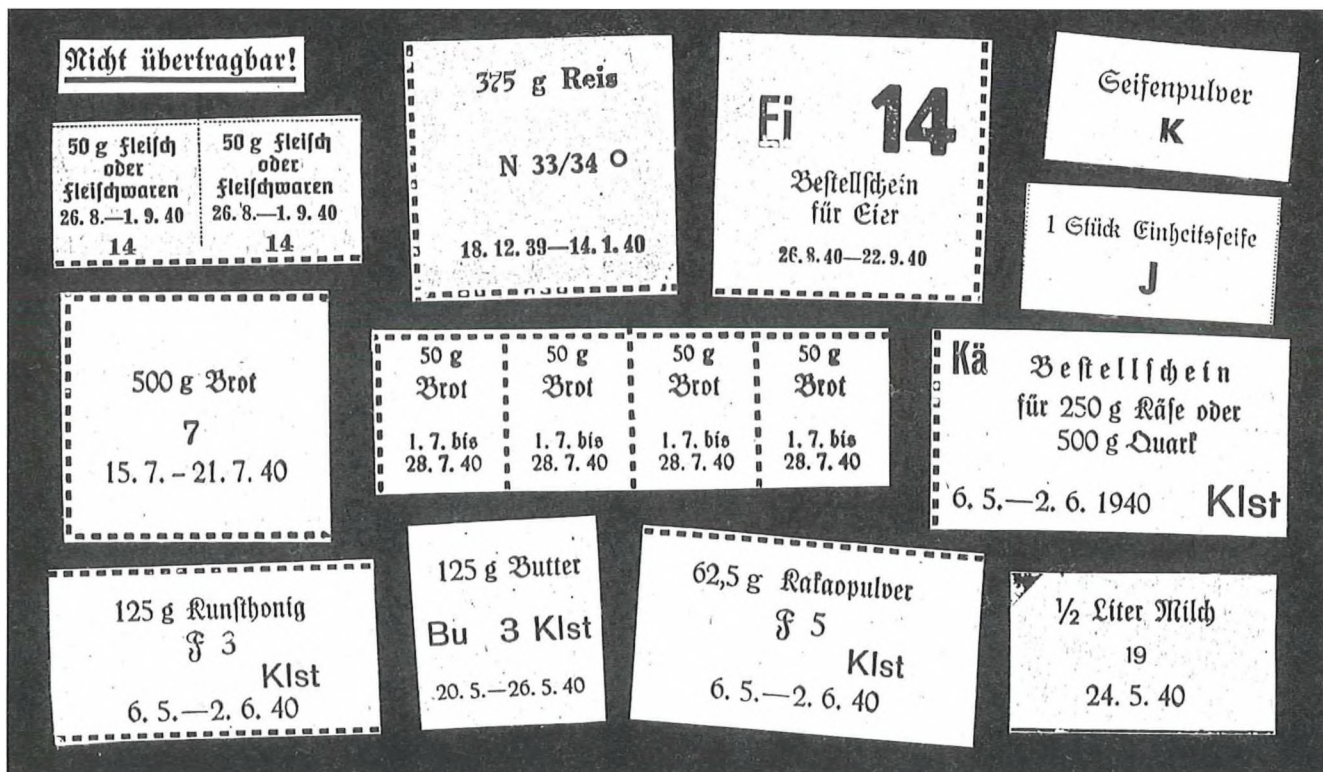 Nicht übertragbar!
50 g Fleisch
oder
Fleischwaren
26. 8.—1. 9. 40
14
50 g Fleisch
oder
Fleischwaren
26. 8.—1. 9. 40
14
375 g Reis
N 33/34 O
18. 12. 39—14. 1. 40
Ei 14
Bestellschein
für Eier
26. 8. 40—22. 9. 40
Seifenpulver
K
1 Stück Einheitsseife
J
500 g Brot
7
15. 7. – 21. 7. 40
50 g
Brot
1. 7. bis
28. 7. 40
50 g
Brot
1. 7. bis
28. 7. 40
50 g
Brot
1. 7. bis
28. 7. 40
50 g
Brot
1. 7. bis
28. 7. 40
Kä Bestellschein
für 250 g Käse oder
500 g Quark
6. 5.—2. 6. 1940 Klst
125 g Kunsthonig
F 3
Klst
6. 5.—2. 6. 40
125 g Butter
Bu 3 Klst
20. 5.—26. 5. 40
62,5 g Kakaopulver
F 5
Klst
6. 5.—2. 6. 40
½ Liter Milch
19
24. 5. 40